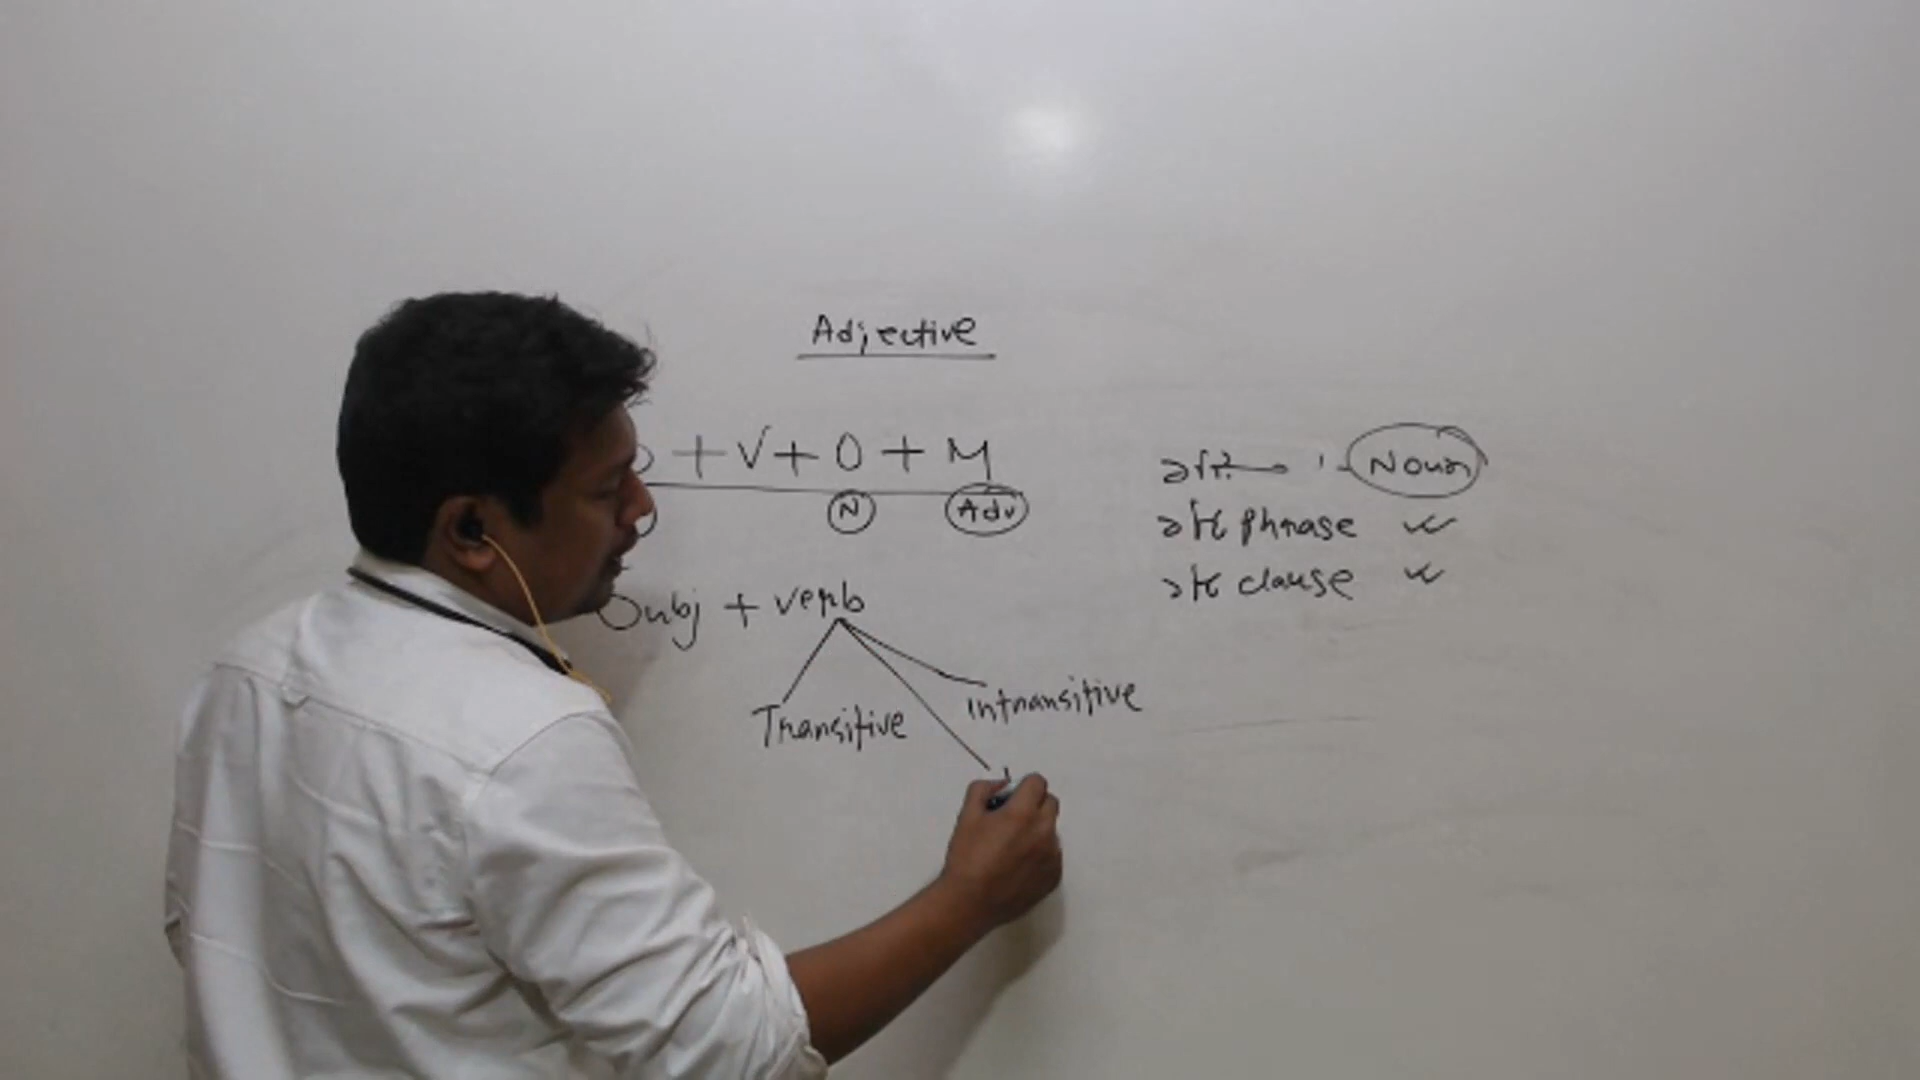 Adjective
+ V + O + M
N Adv
Noun
phrase
clause
Subj + verb
Transitive
intransitive